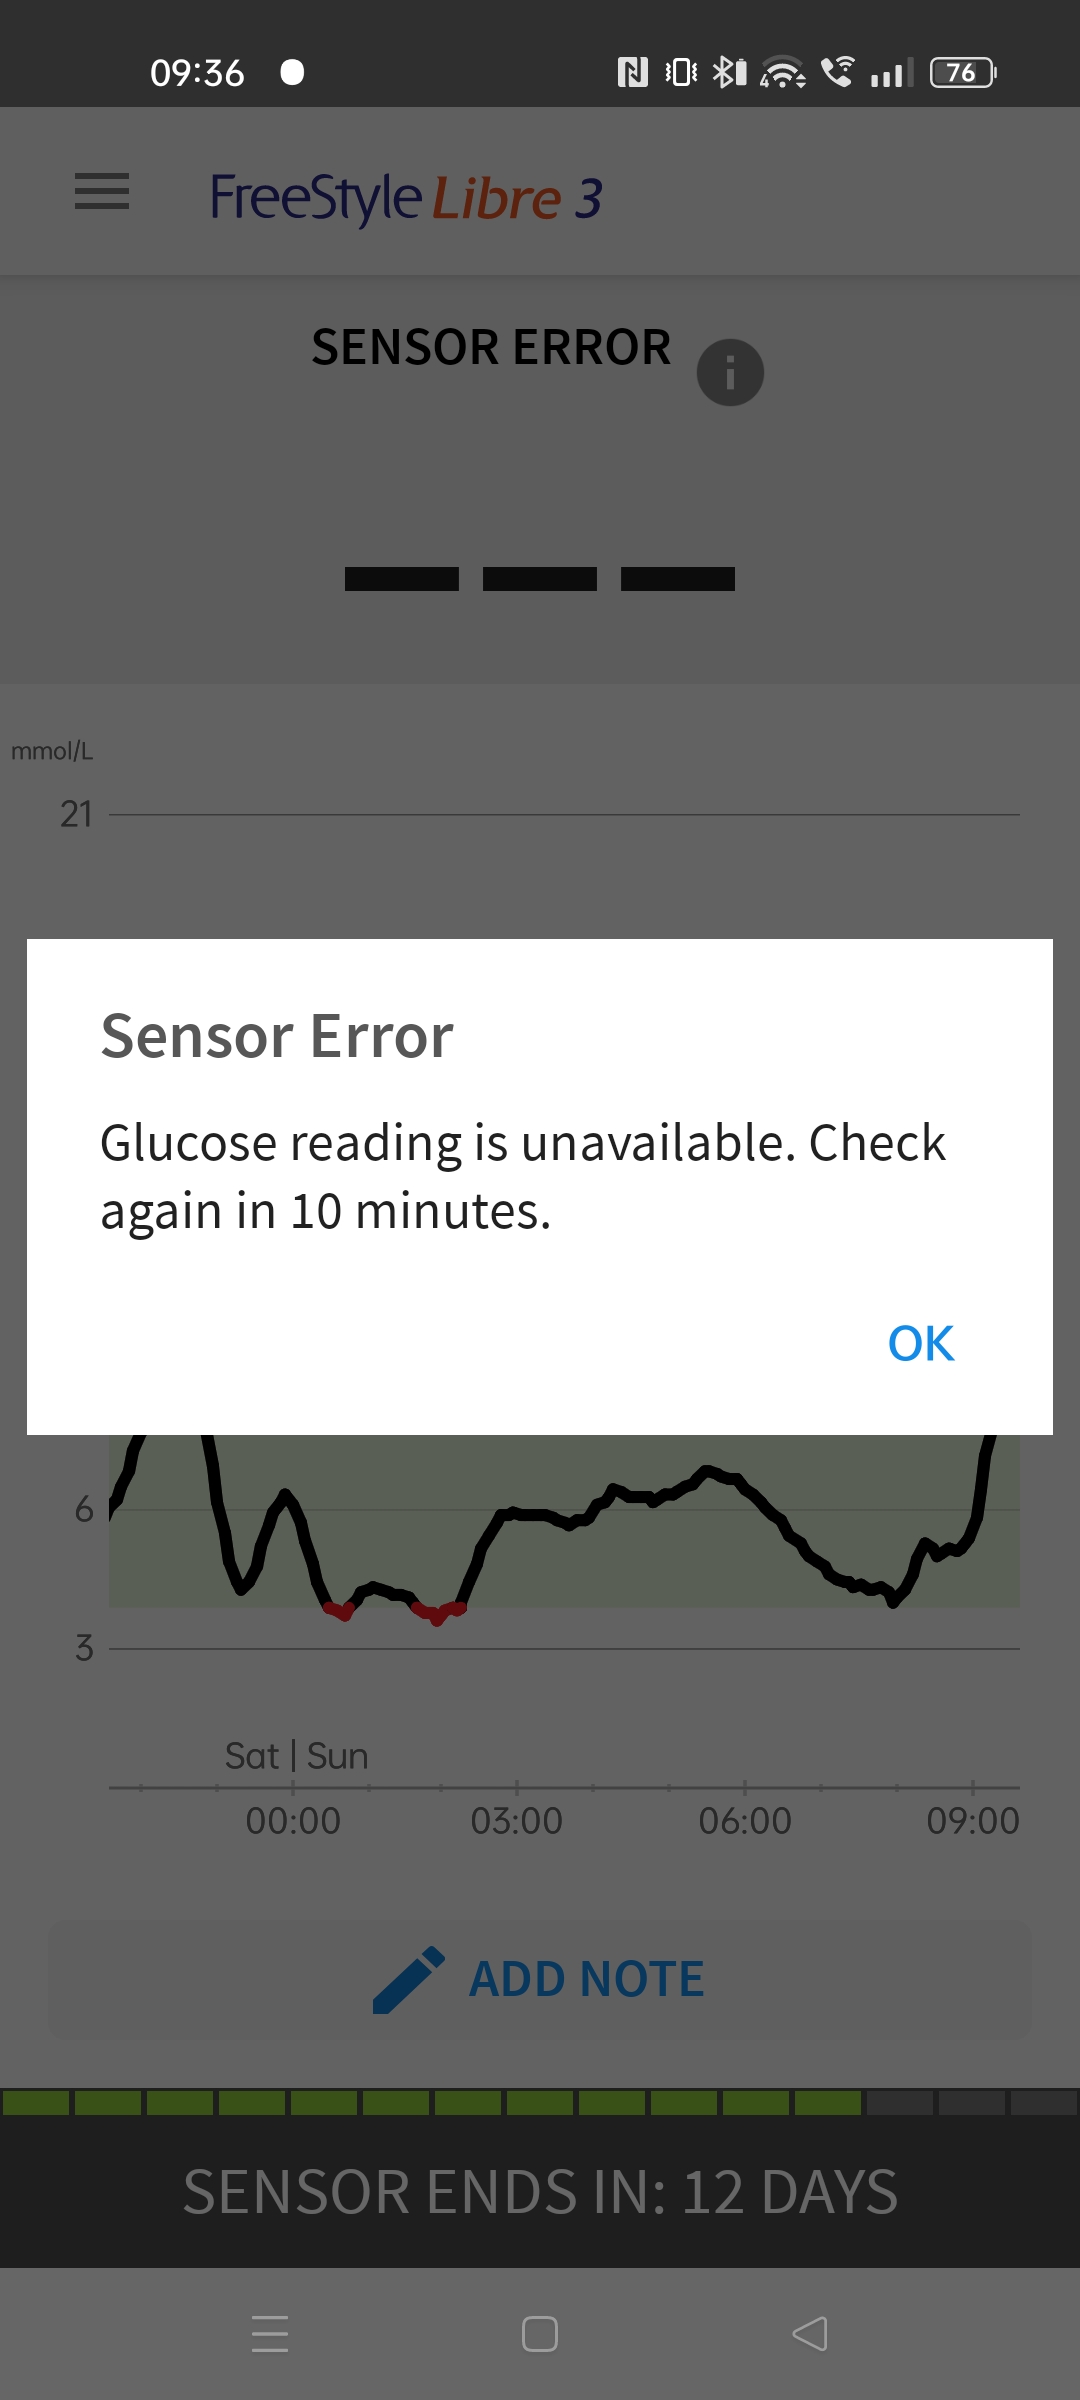 09:36
4
76
FreeStyle Libre 3
SENSOR ERROR
i
mmol/L
21
Sensor Error
Glucose reading is unavailable. Check
again in 10 minutes.
OK
6
3
Sat | Sun
00:00 03:00 06:00 09:00
ADD NOTE
SENSOR ENDS IN: 12 DAYS